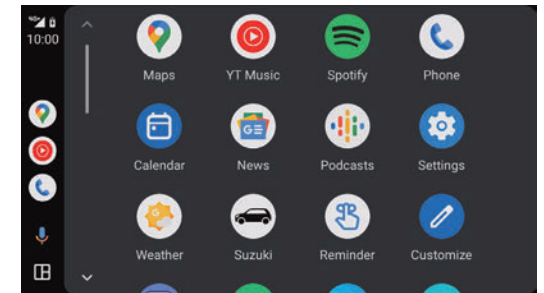 10:00
Maps YT Music Spotify Phone
Calendar News Podcasts Settings
Weather Suzuki Reminder Customize